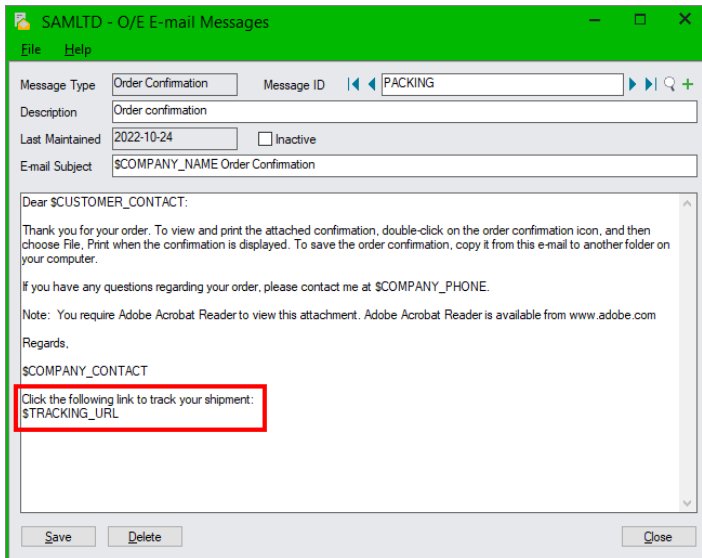 SAMLTD - O/E E-mail Messages
File Help
Message Type Order Confirmation Message ID PACKING
Description Order confirmation
Last Maintained 2022-10-24 Inactive
E-mail Subject $COMPANY_NAME Order Confirmation
Dear $CUSTOMER_CONTACT:
Thank you for your order. To view and print the attached confirmation, double-click on the order confirmation icon, and then
choose File, Print when the confirmation is displayed. To save the order confirmation, copy it from this e-mail to another folder on
your computer.
If you have any questions regarding your order, please contact me at $COMPANY_PHONE.
Note: You require Adobe Acrobat Reader to view this attachment. Adobe Acrobat Reader is available from www.adobe.com
Regards,
$COMPANY_CONTACT
Click the following link to track your shipment:
$TRACKING_URL
Save Delete Close